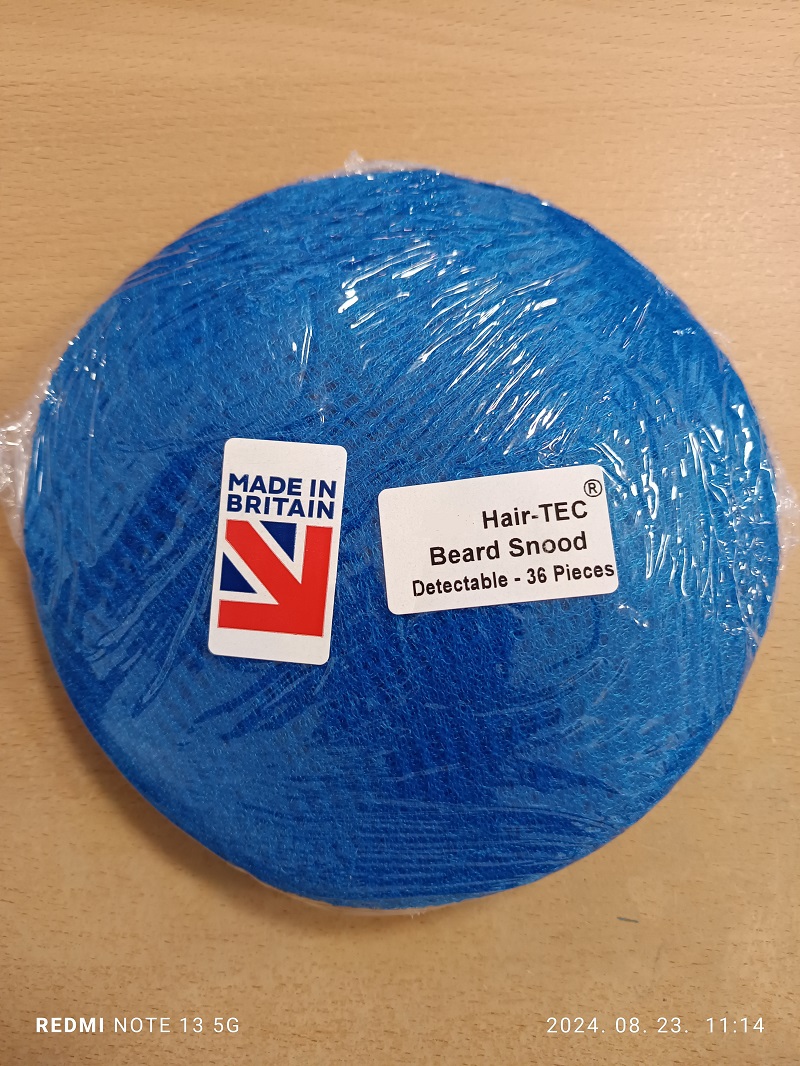 MADE IN
BRITAIN
®
Hair-TEC
Beard Snood
Detectable - 36 Pieces
REDMI NOTE 13 5G
2024. 08. 23. 11:14